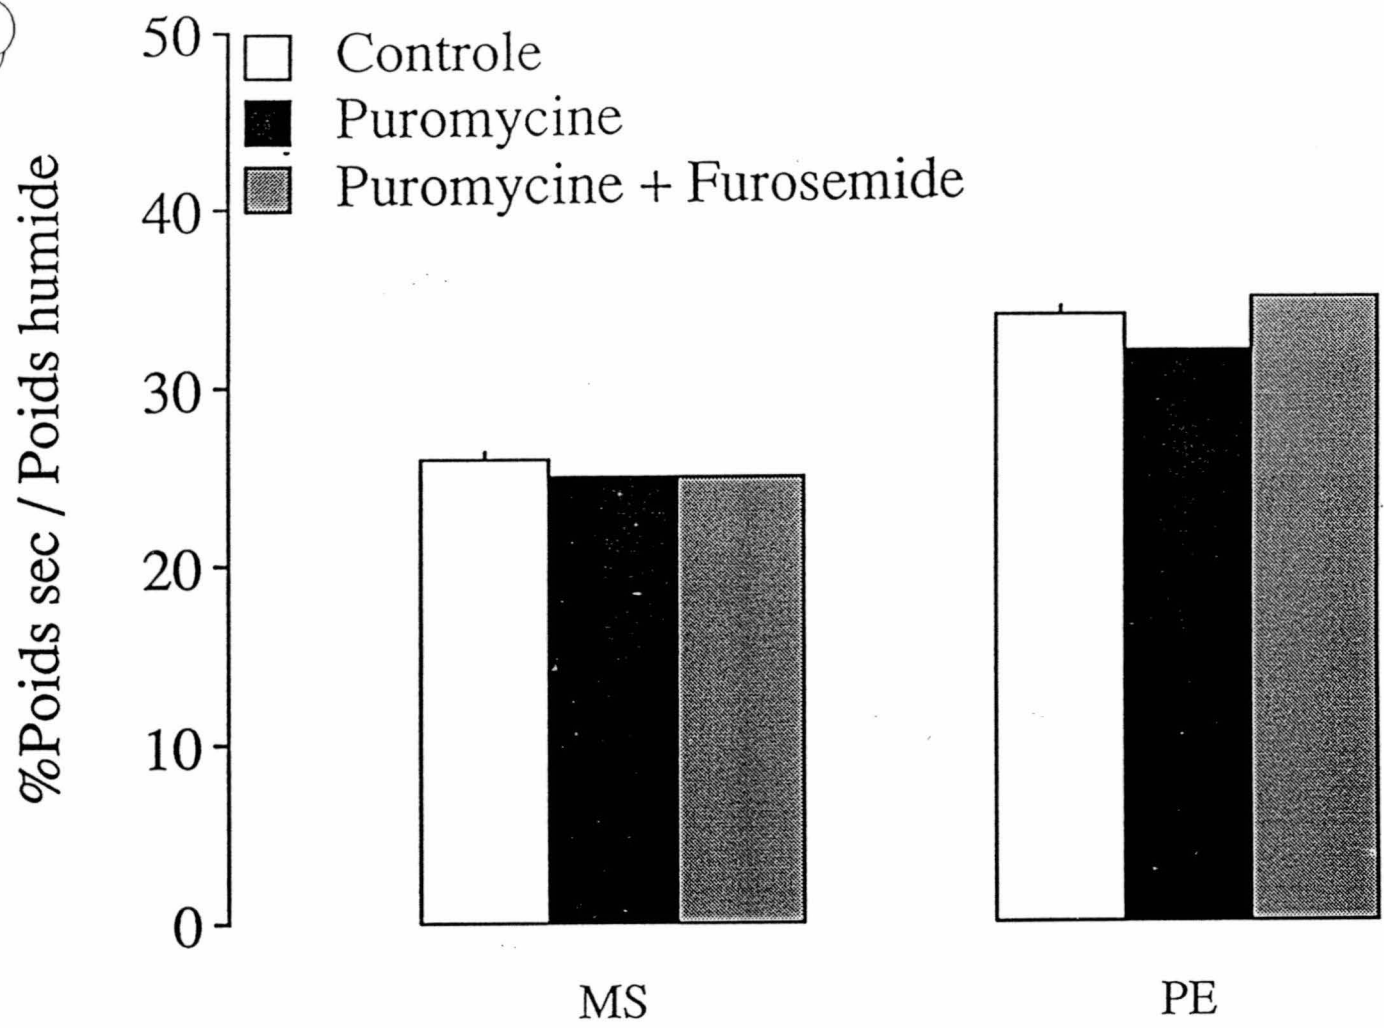 %Poids sec / Poids humide
50
40
30
20
10
0
Controle
Puromycine
Puromycine + Furosemide
MS
PE